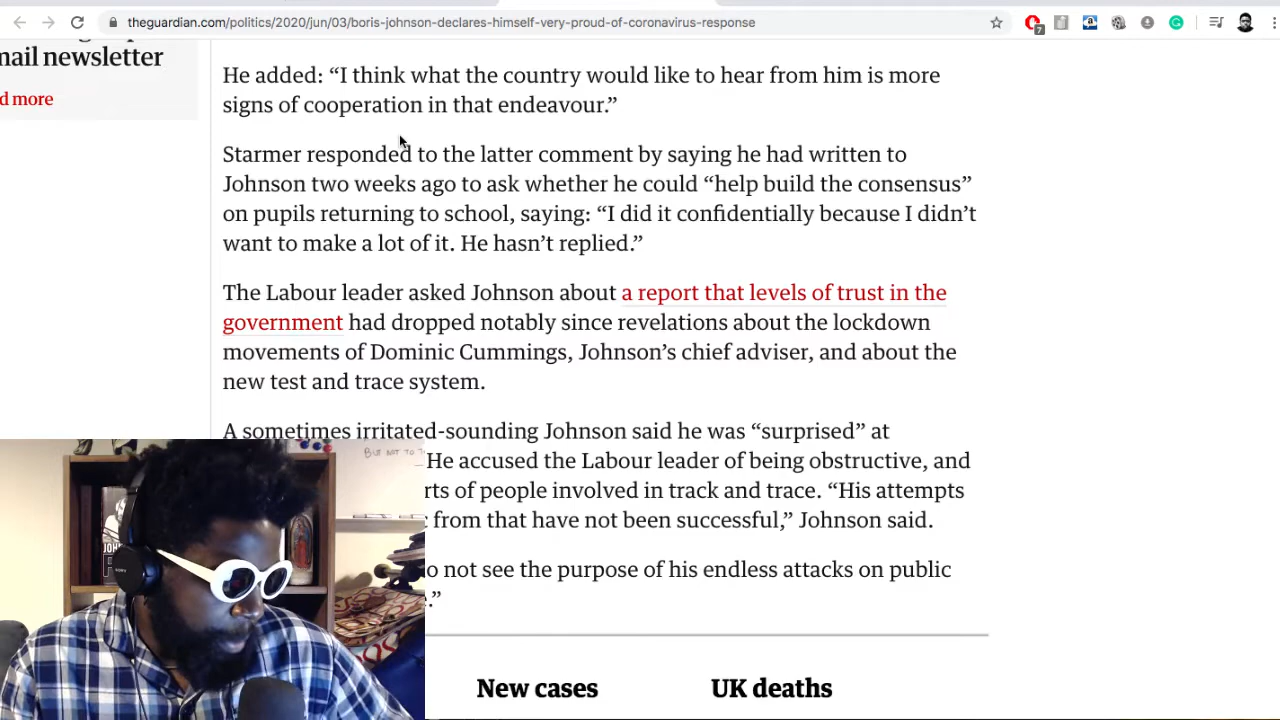 theguardian.com/politics/2020/jun/03/boris-johnson-declares-himself-very-proud-of-coronavirus-response
7
mail newsletter
d more
He added: “I think what the country would like to hear from him is more
signs of cooperation in that endeavour.”
Starmer responded to the latter comment by saying he had written to
Johnson two weeks ago to ask whether he could “help build the consensus”
on pupils returning to school, saying: “I did it confidentially because I didn’t
want to make a lot of it. He hasn’t replied.”
The Labour leader asked Johnson about a report that levels of trust in the
government had dropped notably since revelations about the lockdown
movements of Dominic Cummings, Johnson’s chief adviser, and about the
new test and trace system.
A sometimes irritated-sounding Johnson said he was “surprised” at
He accused the Labour leader of being obstructive, and
rts of people involved in track and trace. “His attempts
from that have not been successful,” Johnson said.
o not see the purpose of his endless attacks on public
.”
New cases
UK deaths
BUT NOT TO
JOHN
SONY